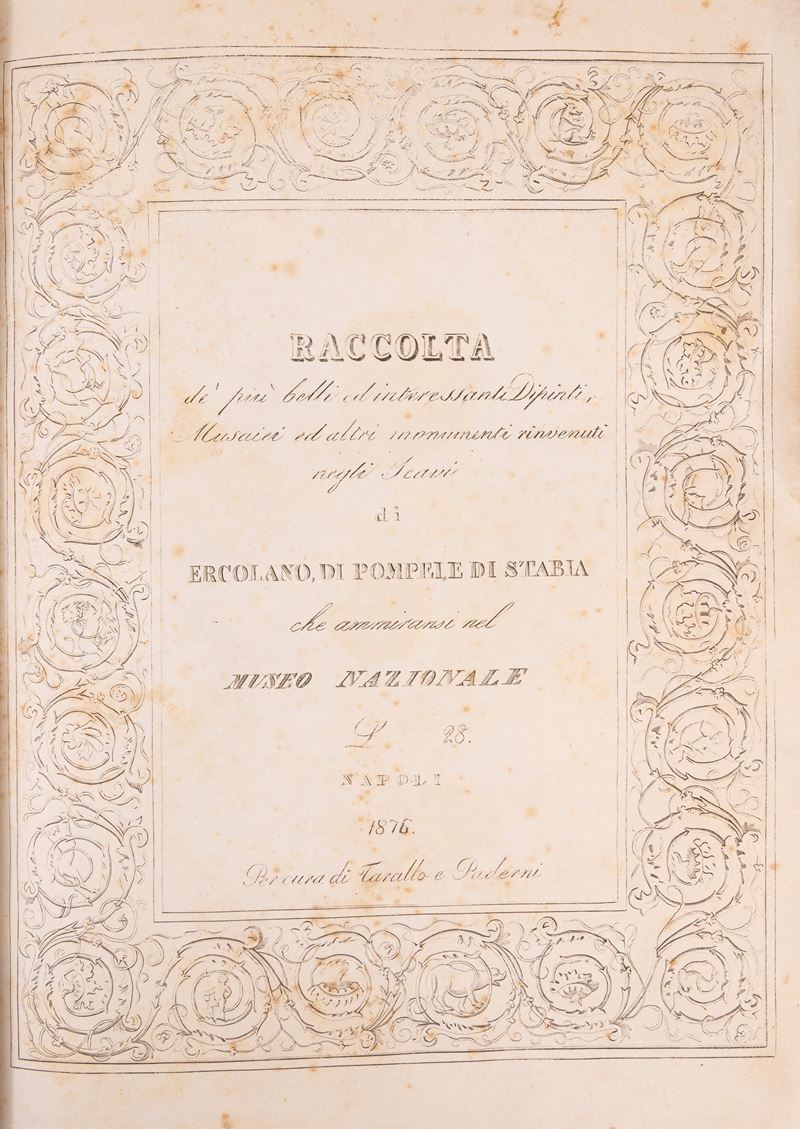 RACCOLTA
de' più belli ed interessanti Dipinti,
Musaici ed altri monumenti rinvenuti
negli Scavi
di
ERCOLANO, DI POMPEI, E DI STABIA
che ammiransi nel
MUSEO NAZIONALE
L 28.
NAPOLI
1876.
Per cura di Tarallo e Paderni